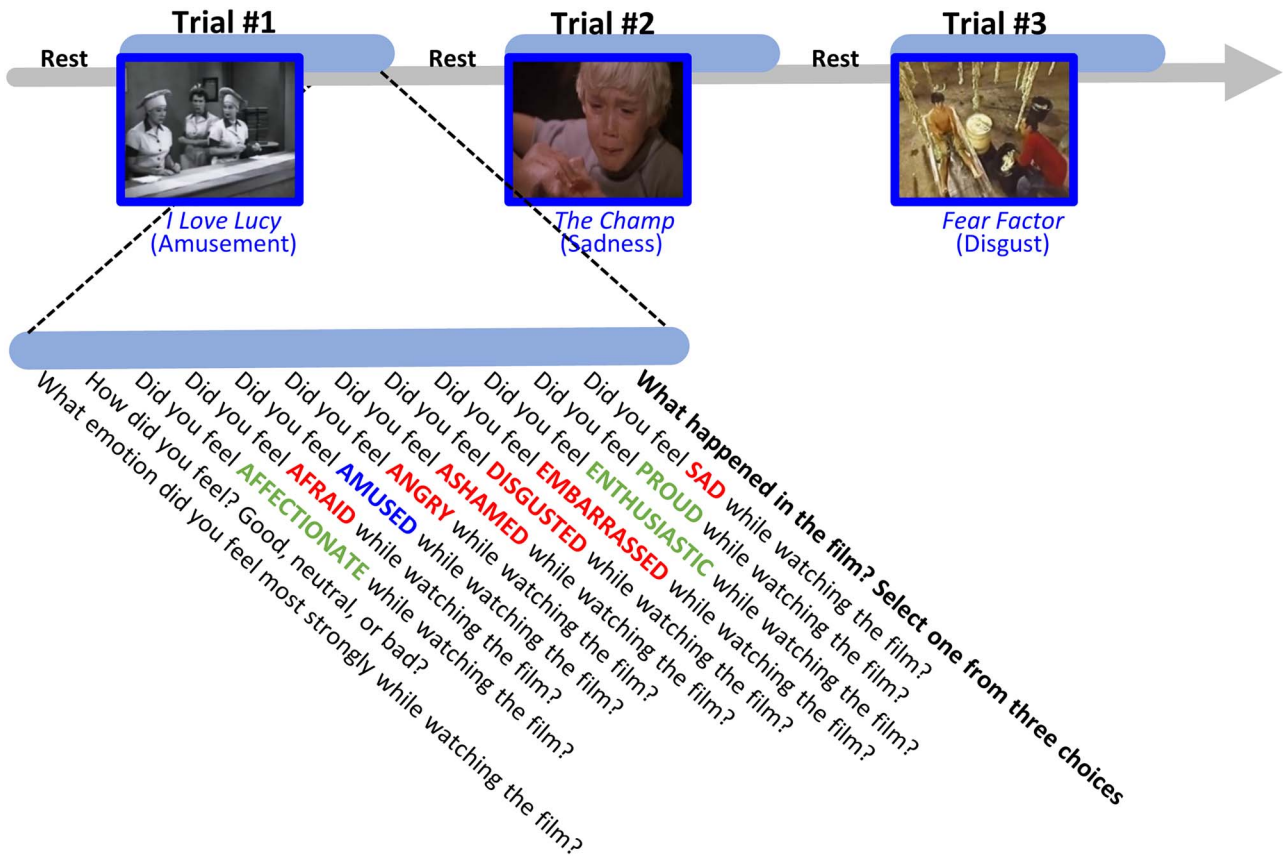 Trial #1
Trial #2
Trial #3
Rest
Rest
Rest
I Love Lucy
(Amusement)
The Champ
(Sadness)
Fear Factor
(Disgust)
What emotion did you feel most strongly while watching the film?
How did you feel? Good, neutral, or bad?
Did you feel AFFECTIONATE while watching the film?
Did you feel AFRAID while watching the film?
Did you feel AMUSED while watching the film?
Did you feel ANGRY while watching the film?
Did you feel ASHAMED while watching the film?
Did you feel DISGUSTED while watching the film?
Did you feel EMBARRASSED while watching the film?
Did you feel ENTHUSIASTIC while watching the film?
Did you feel PROUD while watching the film?
Did you feel SAD while watching the film?
What happened in the film? Select one from three choices